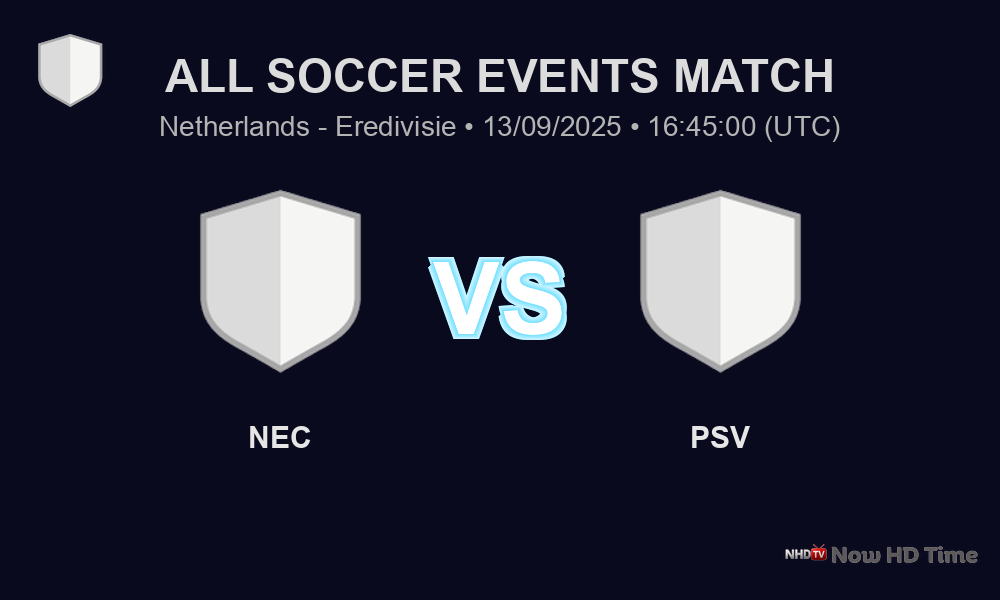 ALL SOCCER EVENTS MATCH
Netherlands - Eredivisie • 13/09/2025 • 16:45:00 (UTC)
VS
NEC
PSV
NHD TV Now HD Time